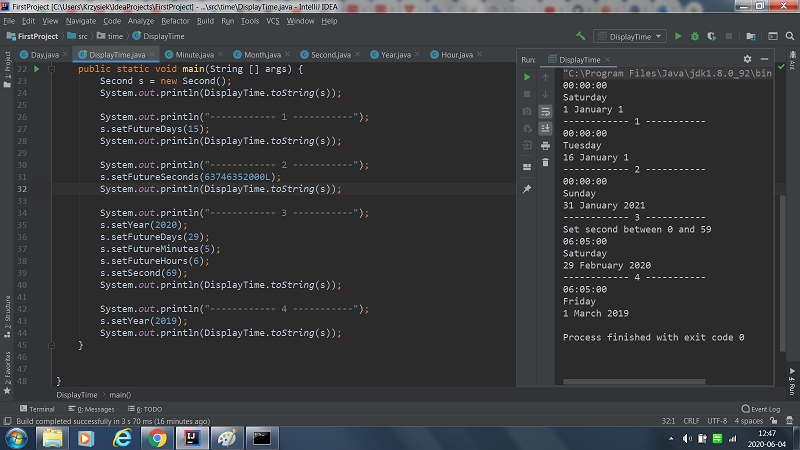 FirstProject [C:\Users\Krzysiek\IdeaProjects\FirstProject] - ...\src\time\DisplayTime.java - IntelliJ IDEA
File Edit View Navigate Code Analyze Refactor Build Run Tools VCS Window Help
FirstProject src time DisplayTime
DisplayTime
Day.java DisplayTime.java Minute.java Month.java Second.java Year.java Hour.java
1: Project
22 public static void main(String [] args) {
23 Second s = new Second();
24 System.out.println(DisplayTime.toString(s));
25
26 System.out.println("------------ 1 -----------");
27 s.setFutureDays(15);
28 System.out.println(DisplayTime.toString(s));
29
30 System.out.println("------------ 2 -----------");
31 s.setFutureSeconds(63746352000L);
32 System.out.println(DisplayTime.toString(s));
33
34 System.out.println("------------ 3 -----------");
35 s.setYear(2020);
36 s.setFutureDays(29);
37 s.setFutureMinutes(5);
38 s.setFutureHours(6);
39 s.setSecond(69);
40 System.out.println(DisplayTime.toString(s));
41
42 System.out.println("------------ 4 -----------");
43 s.setYear(2019);
44 System.out.println(DisplayTime.toString(s));
45 }
46
47
48 }
DisplayTime main()
Z: Structure
2: Favorites
Run: DisplayTime
"C:\Program Files\Java\jdk1.8.0_92\bin
00:00:00
Saturday
1 January 1
------------ 1 -----------
00:00:00
Tuesday
16 January 1
------------ 2 -----------
00:00:00
Sunday
31 January 2021
------------ 3 -----------
Set second between 0 and 59
06:05:00
Saturday
29 February 2020
------------ 4 -----------
06:05:00
Friday
1 March 2019
Process finished with exit code 0
Ant
4: Run
Terminal 0: Messages 6: TODO Event Log
Build completed successfully in 3 s 70 ms (16 minutes ago) 32:1 CRLF UTF-8 4 spaces
12:47
2020-06-04